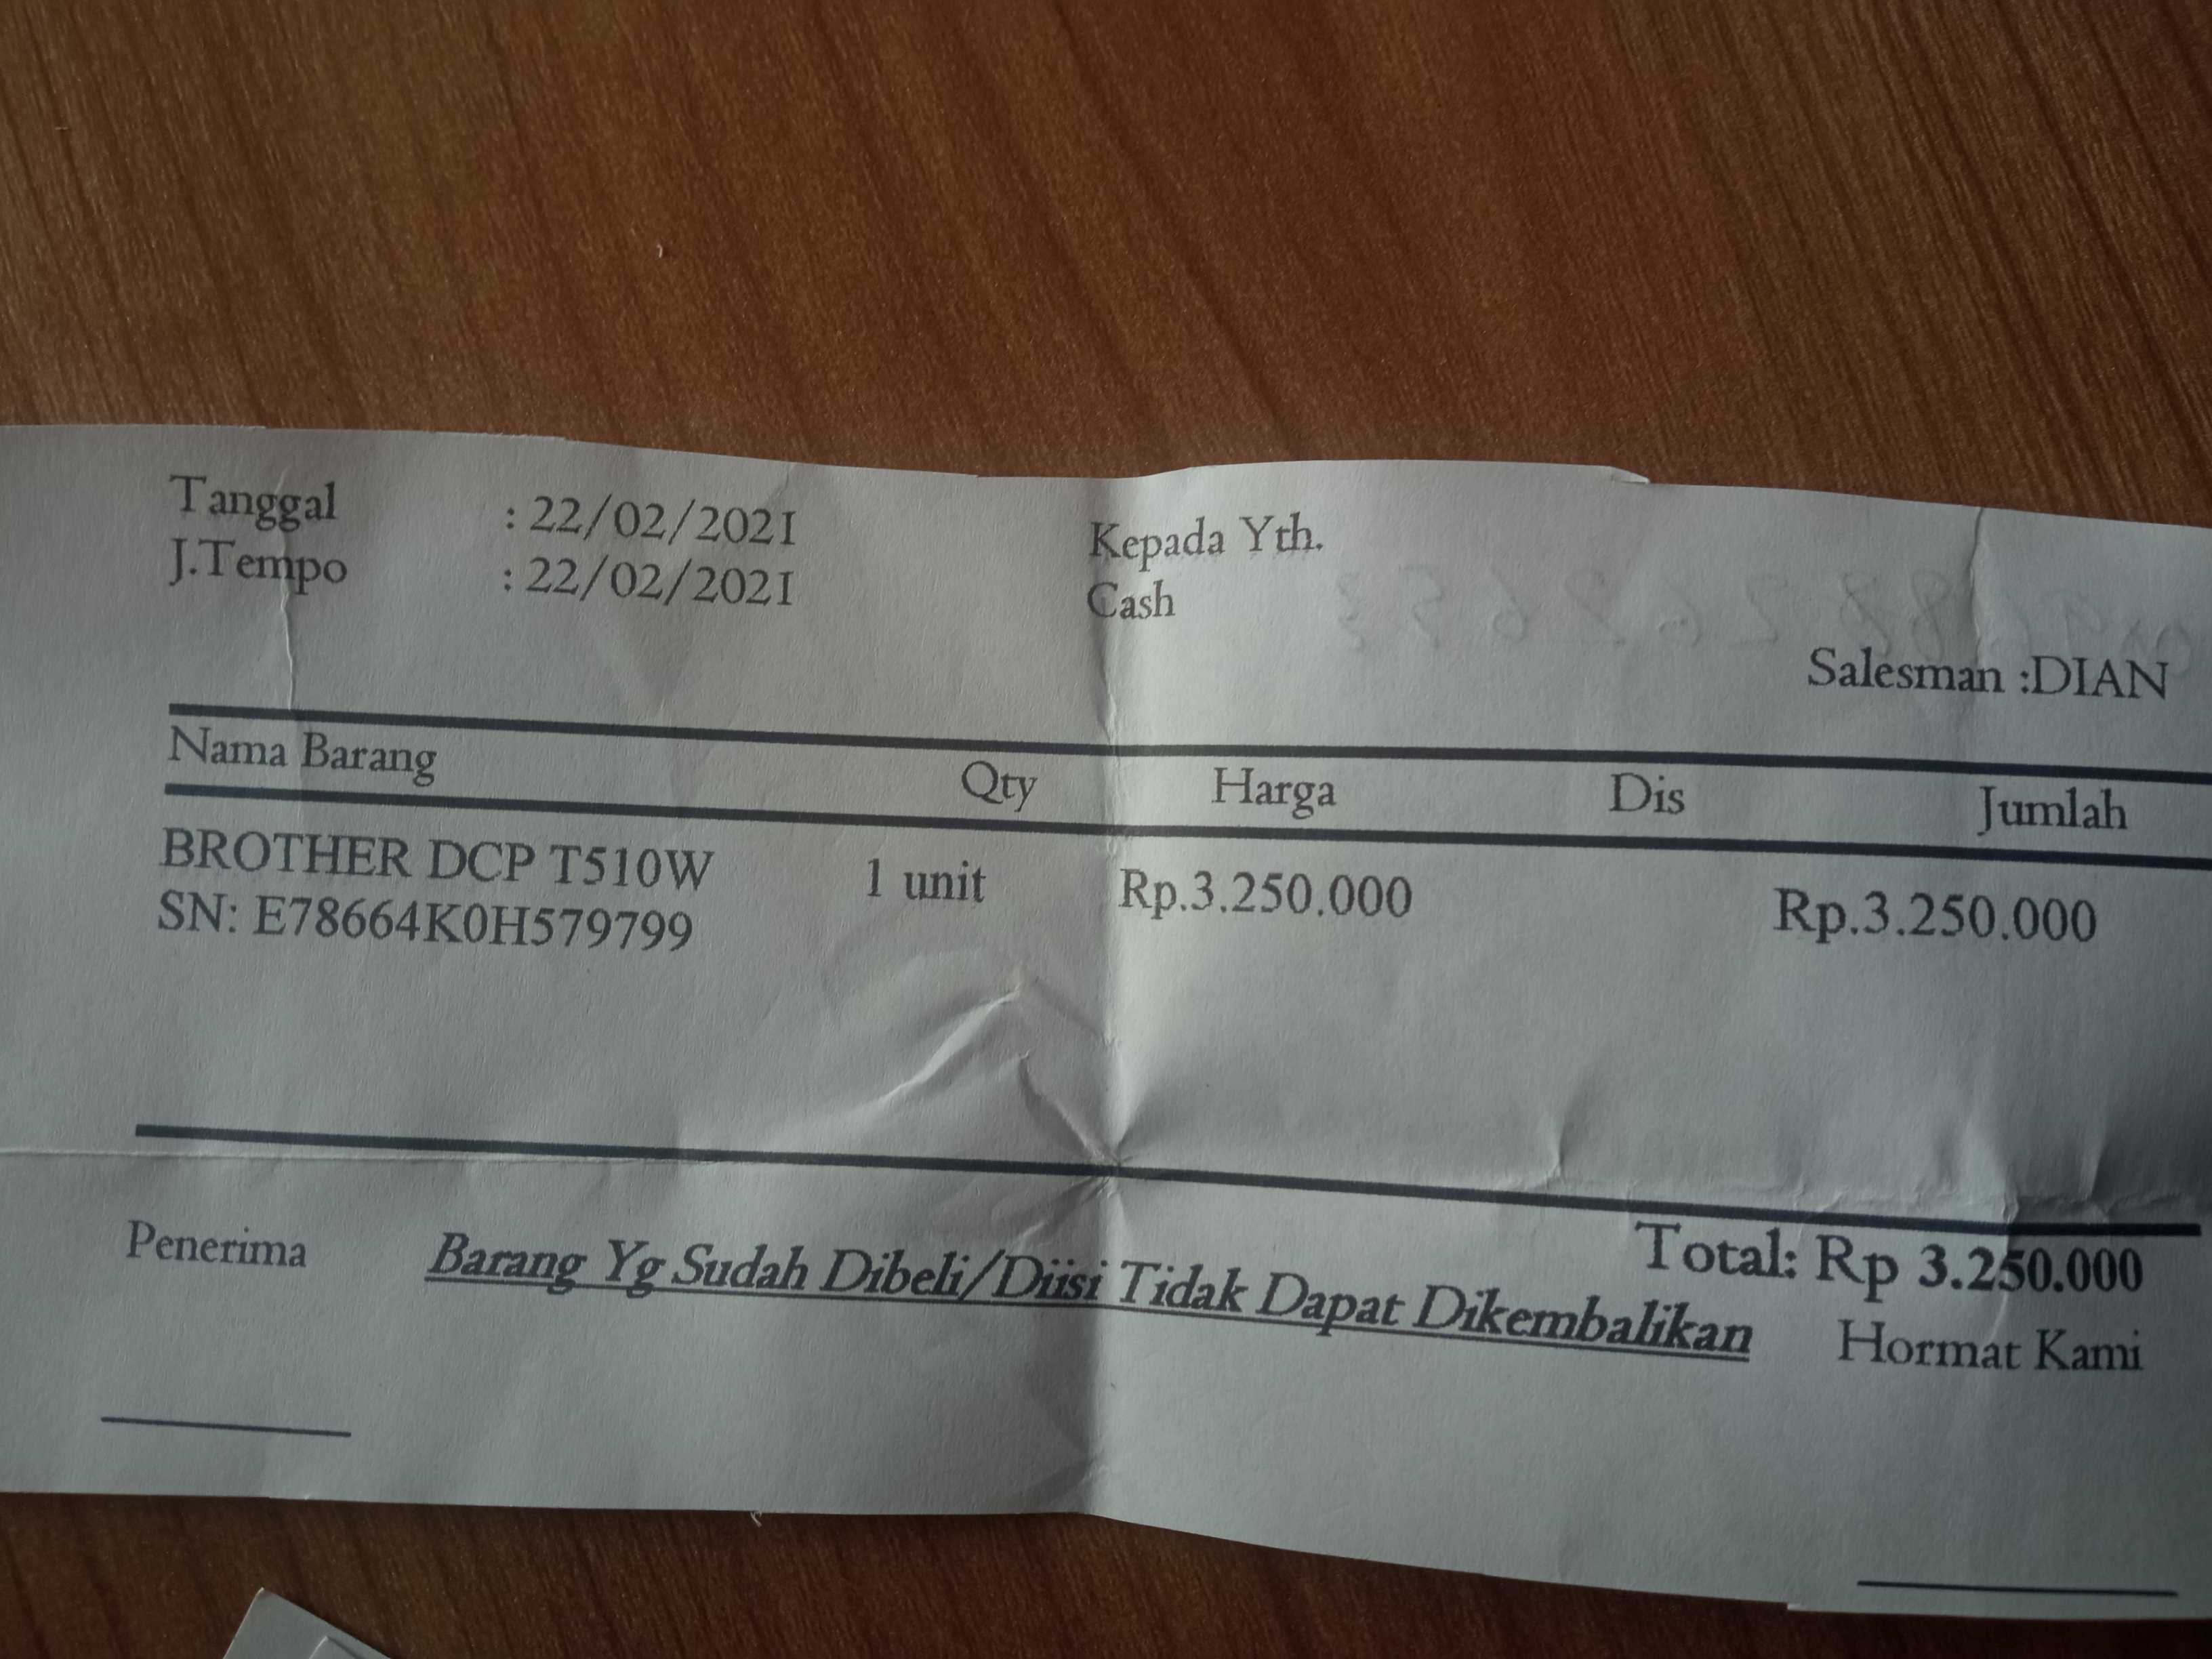 Tanggal : 22/02/2021
J.Tempo : 22/02/2021
Kepada Yth.
Cash
Salesman :DIAN
Nama Barang Qty Harga Dis Jumlah
BROTHER DCP T510W 1 unit Rp.3.250.000 Rp.3.250.000
SN: E78664K0H579799
Total: Rp 3.250.000
Penerima Barang Yg Sudah Dibeli/Diisi Tidak Dapat Dikembalikan Hormat Kami